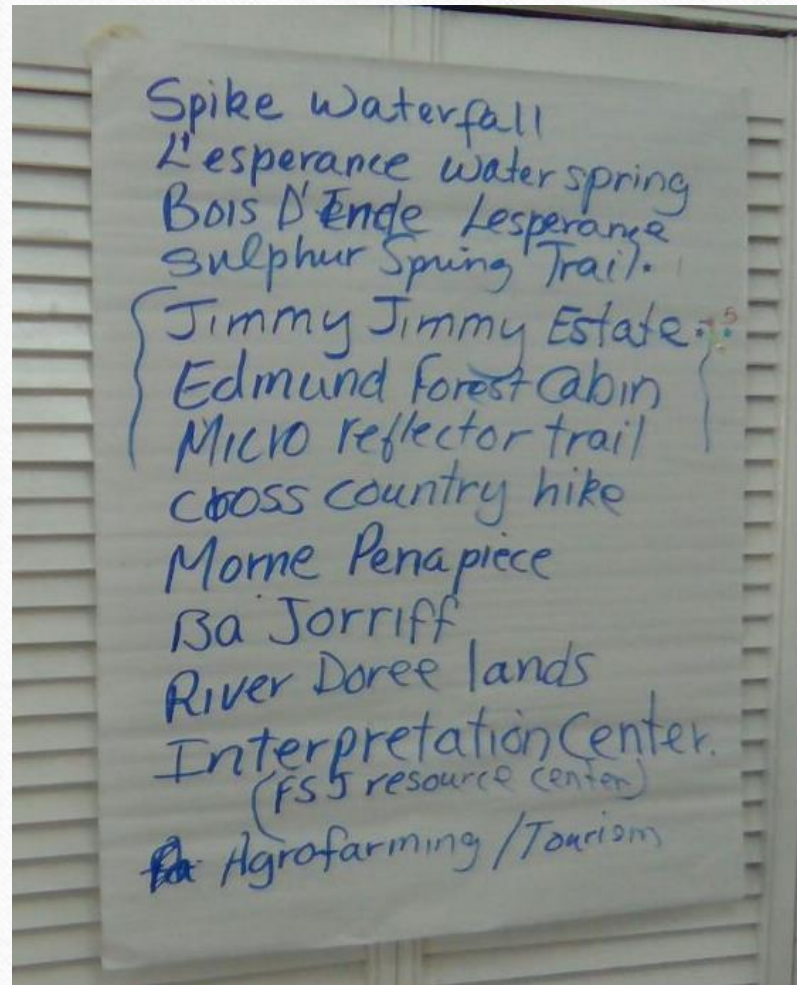 Spike Waterfall
L'esperance water spring
Bois D'Ende Lesperance
Sulphur Spring Trail.
Jimmy Jimmy Estate 5
Edmund Forest Cabin
Micro reflector trail
cross country hike
Morne Penapiece
Ba Jorriff
River Doree lands
Interpretation Center.
(FSJ resource center)
Agrofarming / Tourism